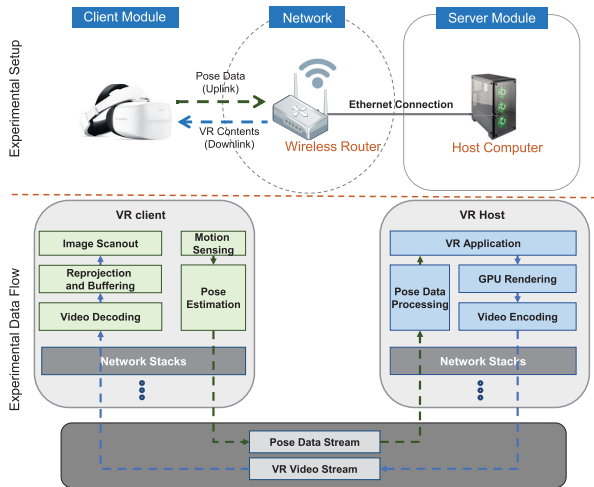 Client Module
Network
Server Module
Experimental Setup
Pose Data
(Uplink)
VR Contents
(Downlink)
Wireless Router
Ethernet Connection
Host Computer
Experimental Data Flow
VR client
Image Scanout
Reprojection
and Buffering
Video Decoding
Motion
Sensing
Pose
Estimation
Network Stacks
VR Host
VR Application
Pose Data
Processing
GPU Rendering
Video Encoding
Network Stacks
Pose Data Stream
VR Video Stream